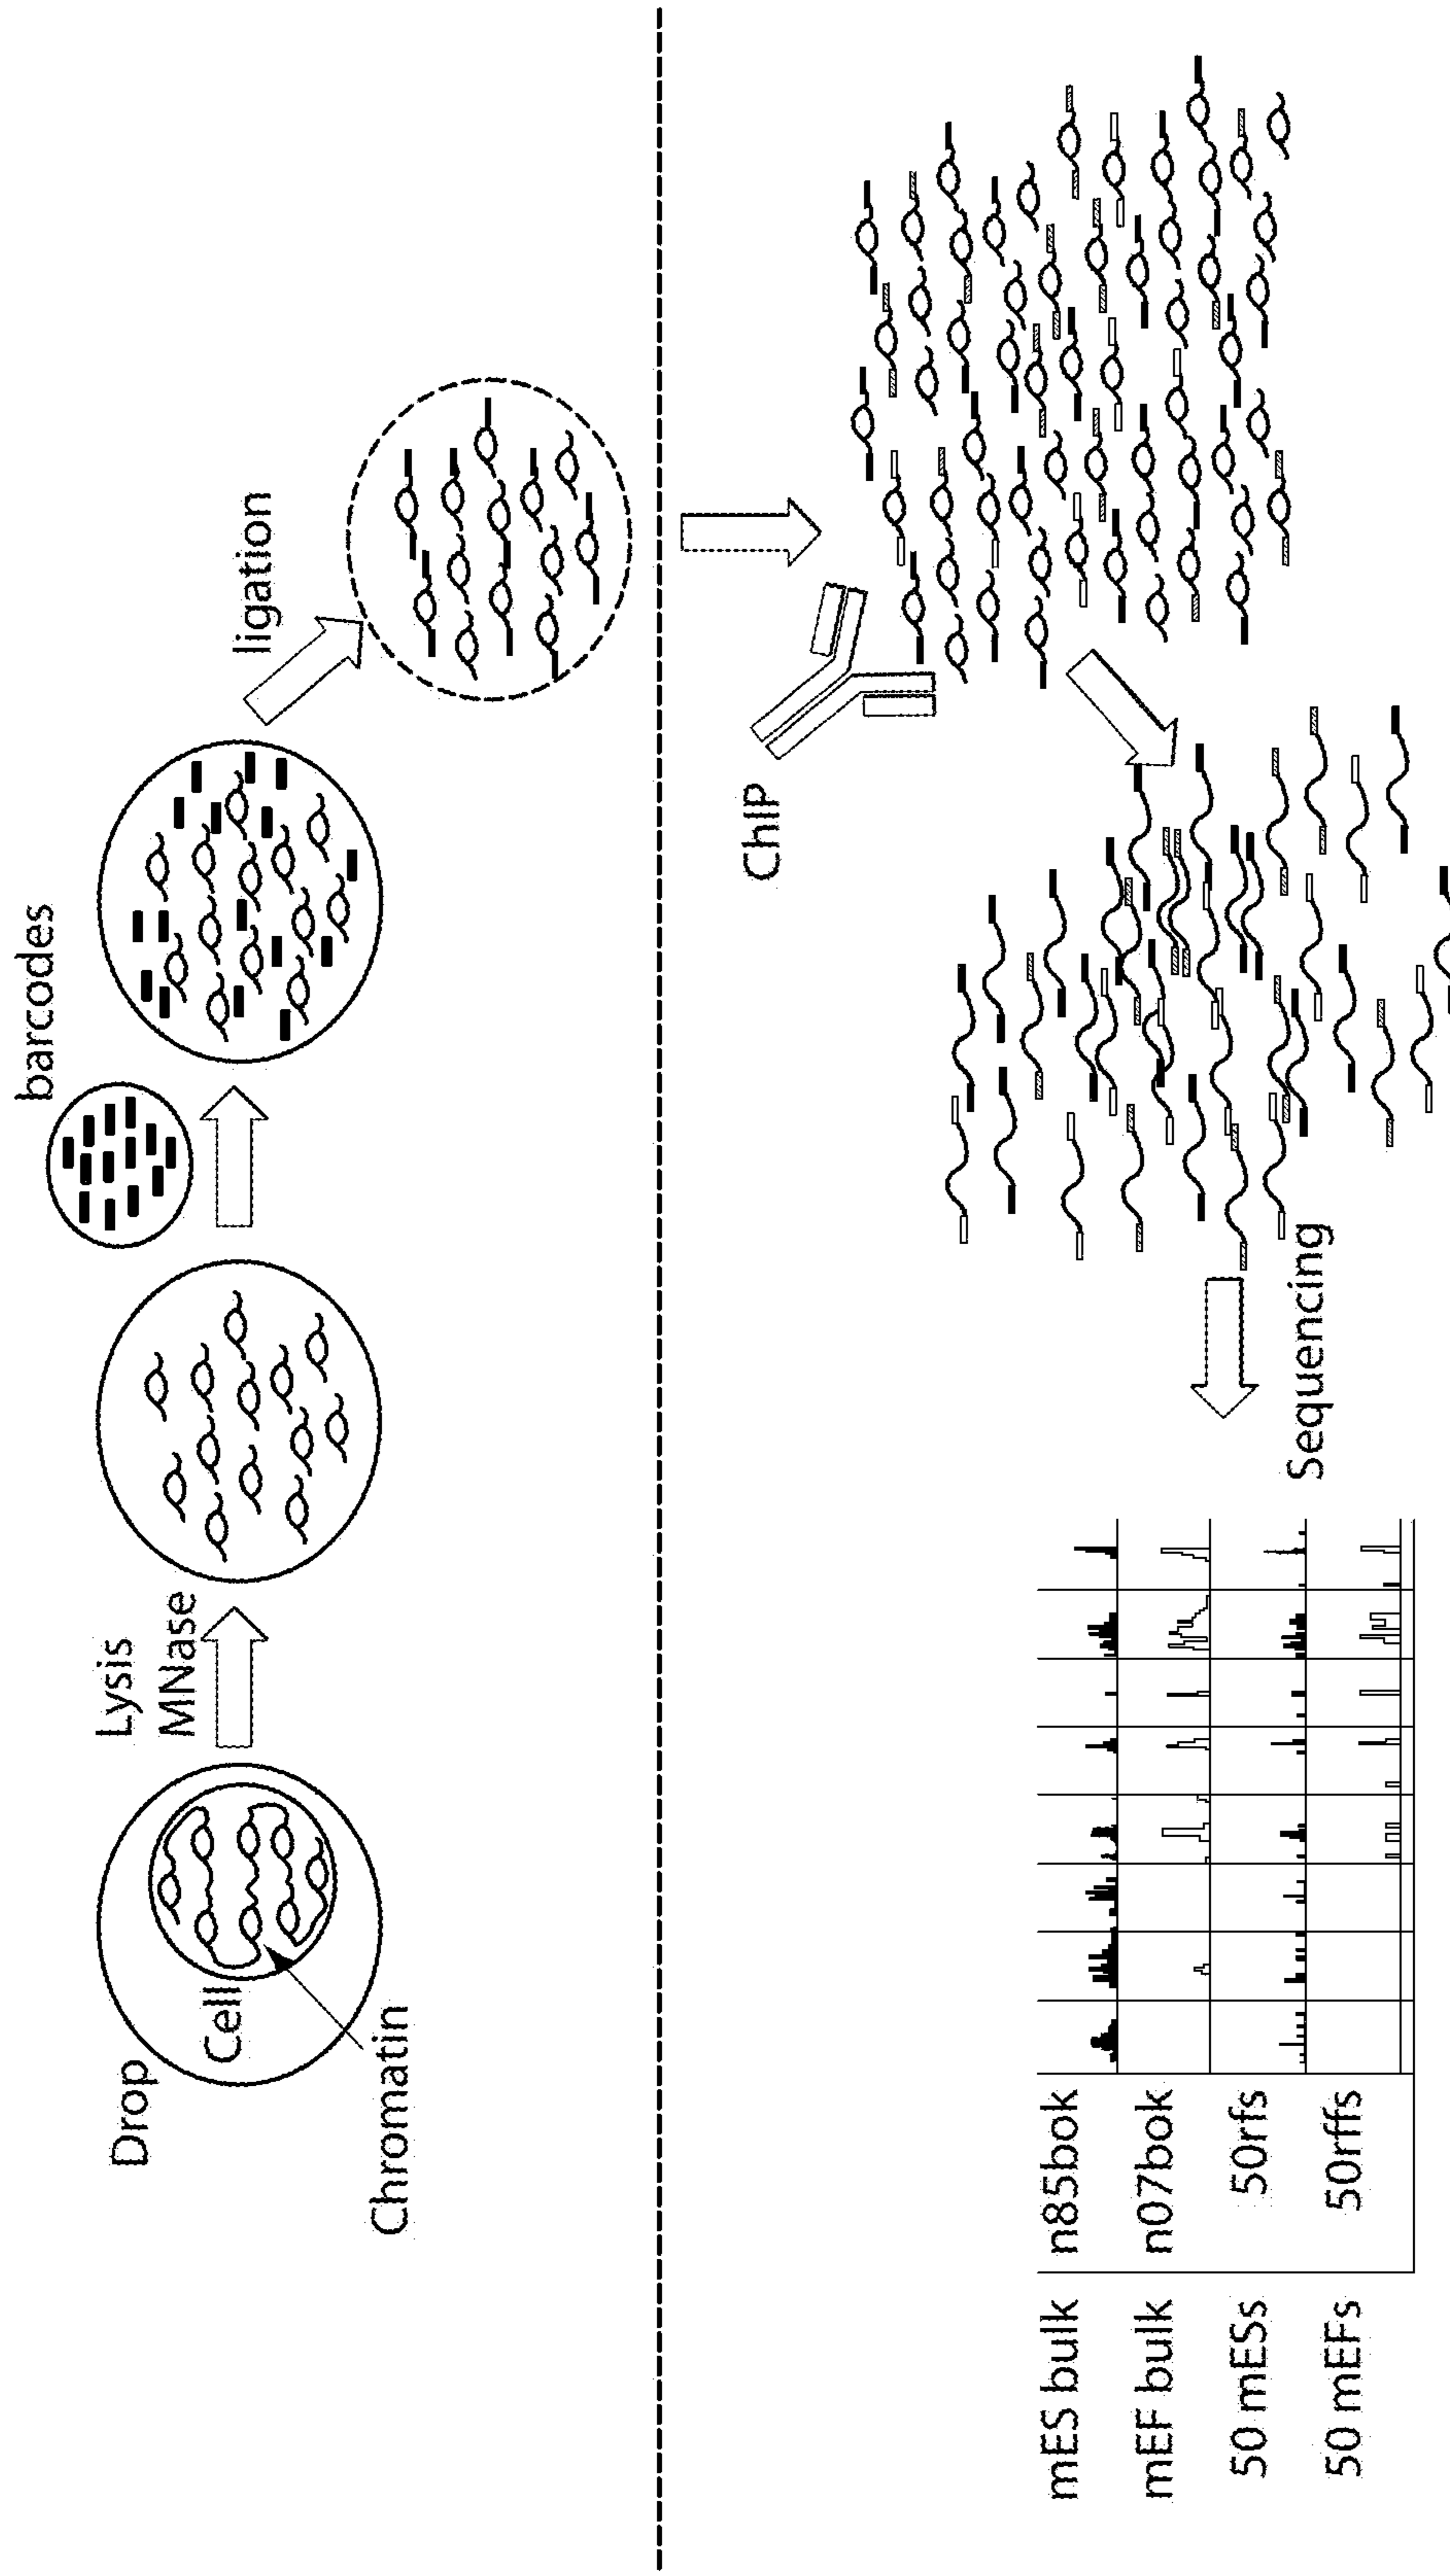 Drop
Cell
Chromatin
Lysis
MNase
barcodes
ligation
ChIP
Sequencing
mES bulk n85bok
mEF bulk n07bok
50 mESs 50rfs
50 mEFs 50rffs